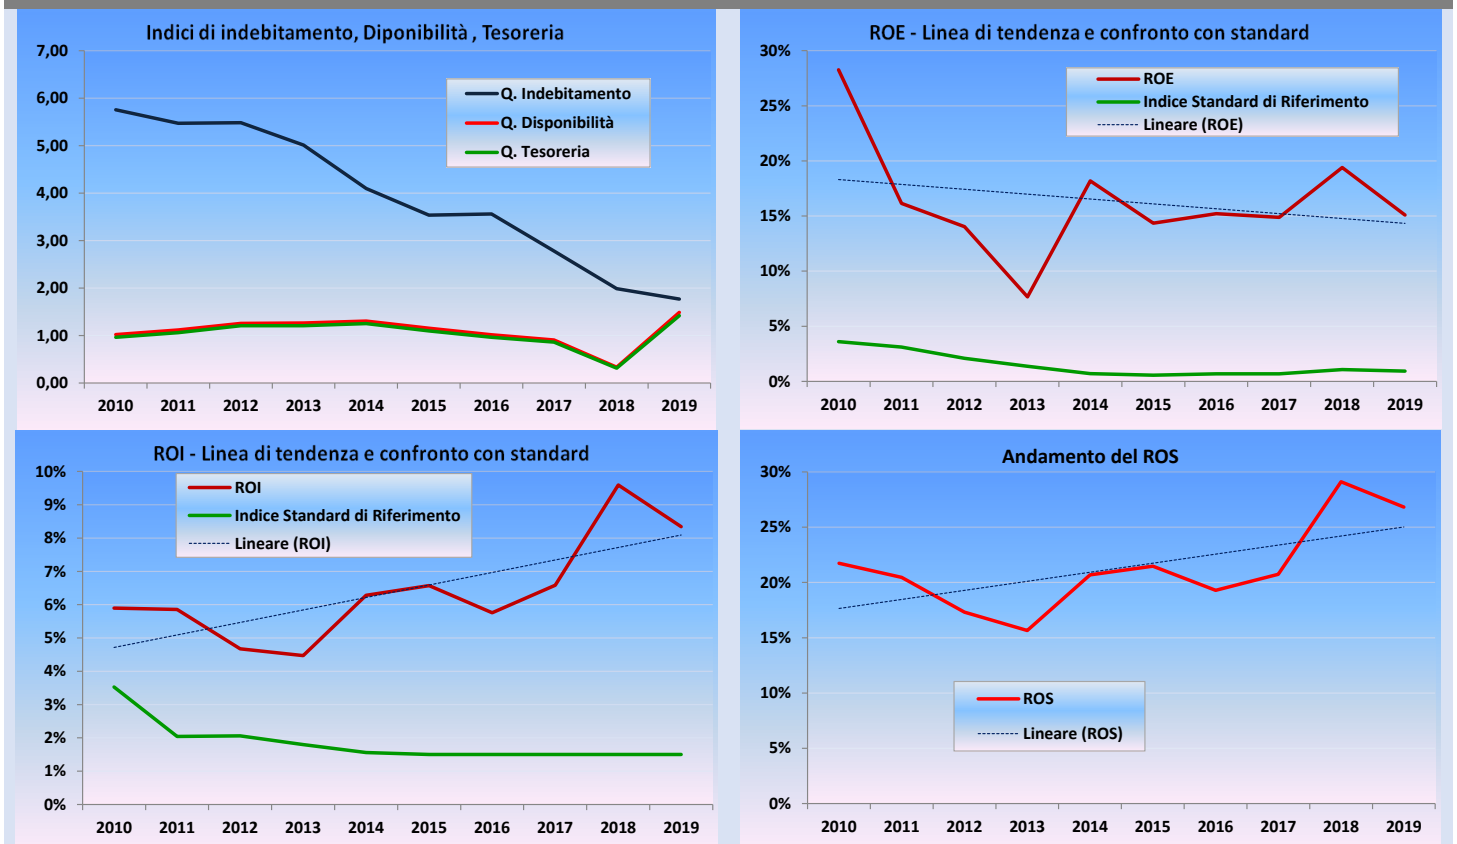 Indici di indebitamento, Diponibilità , Tesoreria
7,00
6,00
5,00
4,00
3,00
2,00
1,00
0,00
Q. Indebitamento
Q. Disponibilità
Q. Tesoreria
2010 2011 2012 2013 2014 2015 2016 2017 2018 2019
ROE - Linea di tendenza e confronto con standard
30%
25%
20%
15%
10%
5%
0%
ROE
Indice Standard di Riferimento
Lineare (ROE)
2010 2011 2012 2013 2014 2015 2016 2017 2018 2019
ROI - Linea di tendenza e confronto con standard
10%
9%
8%
7%
6%
5%
4%
3%
2%
1%
0%
ROI
Indice Standard di Riferimento
Lineare (ROI)
2010 2011 2012 2013 2014 2015 2016 2017 2018 2019
Andamento del ROS
30%
25%
20%
15%
10%
5%
0%
ROS
Lineare (ROS)
2010 2011 2012 2013 2014 2015 2016 2017 2018 2019